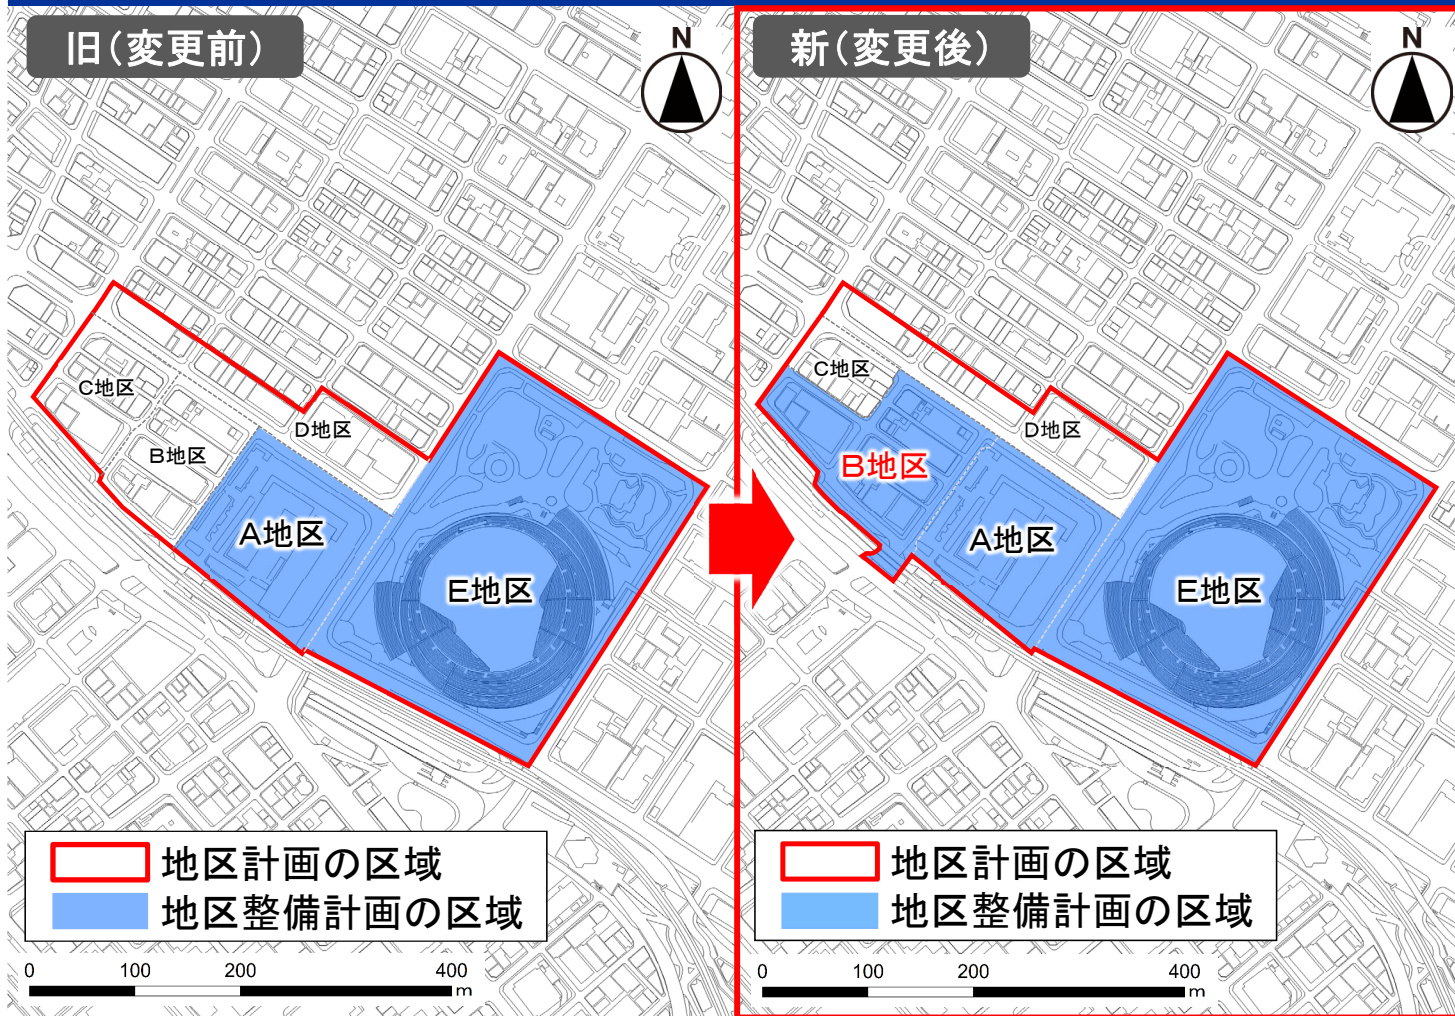 旧(変更前)
N
C地区
B地区
D地区
A地区
E地区
地区計画の区域
地区整備計画の区域
0 100 200 400
m
新(変更後)
N
C地区
D地区
B地区
A地区
E地区
地区計画の区域
地区整備計画の区域
0 100 200 400
m